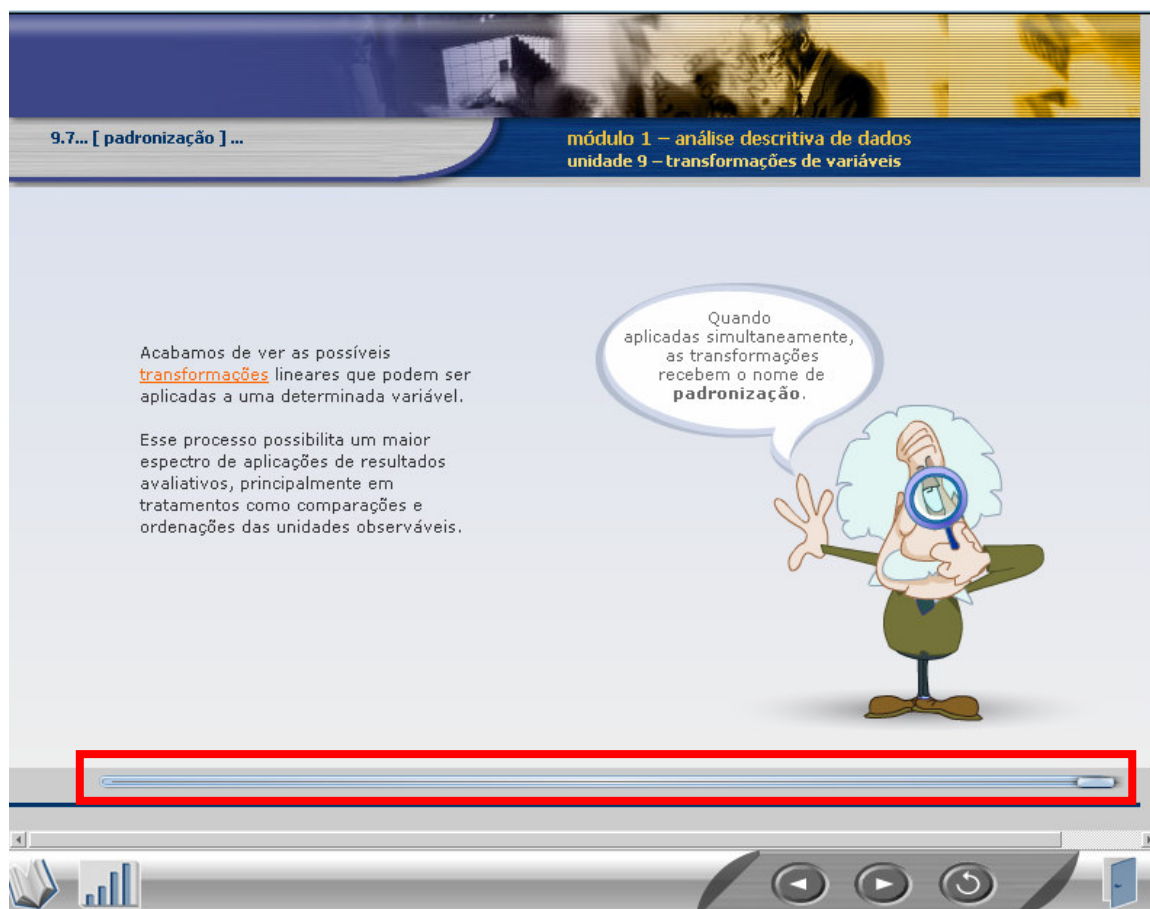 9.7... [ padronização ] ...
módulo 1 – análise descritiva de dados
unidade 9 – transformações de variáveis
Acabamos de ver as possíveis
transformações lineares que podem ser
aplicadas a uma determinada variável.
Esse processo possibilita um maior
espectro de aplicações de resultados
avaliativos, principalmente em
tratamentos como comparações e
ordenações das unidades observáveis.
Quando
aplicadas simultaneamente,
as transformações
recebem o nome de
padronização.